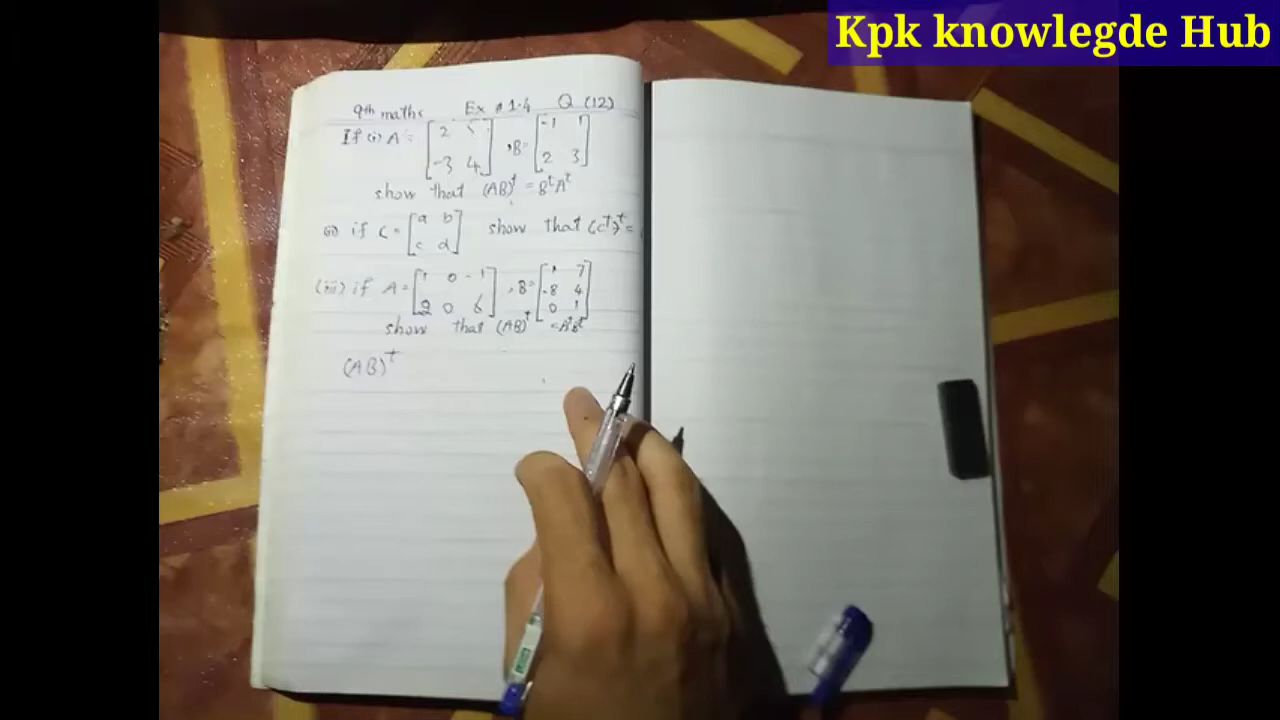 Kpk knowlegde Hub
9th maths Ex # 1.4 Q (12)
If (i) A = [2 5 , B = [-1 1
-3 4] 2 3]
show that (AB)^t = B^t A^t
(ii) if C = [a b show that (C^t)^t =
c d]
(iii) if A = [1 0 -1 , B = [1 7
-8 4
2 0 6] 0 1]
show that (AB)^t = A^t B^t
(AB)^t